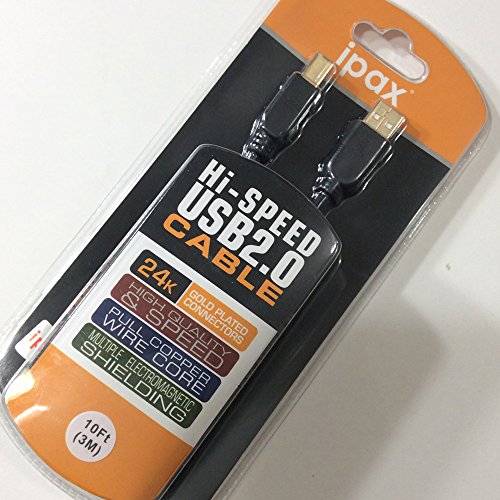 ipax®
Hi-SPEED
USB2.0
CABLE
24K
GOLD PLATED
CONNECTORS
HIGH QUALITY
& SPEED
PULL COPPER
WIRE CORE
MULTIPLE ELECTROMAGNETIC
SHIELDING
10Ft
(3M)